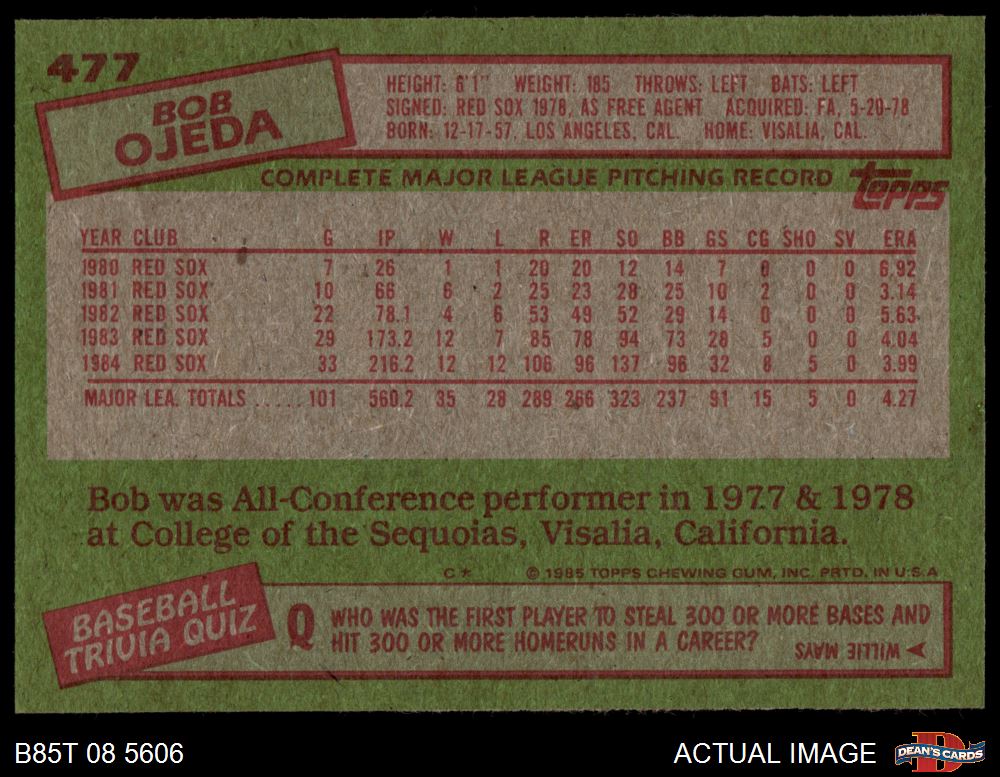 477
BOB
OJEDA
HEIGHT: 6'1" WEIGHT: 185 THROWS: LEFT BATS: LEFT
SIGNED: RED SOX 1978, AS FREE AGENT ACQUIRED: FA, 5-20-78
BORN: 12-17-57, LOS ANGELES, CAL. HOME: VISALIA, CAL.
COMPLETE MAJOR LEAGUE PITCHING RECORD
topps
YEAR CLUB G IP W L R ER SO BB GS CG SHO SV ERA
1980 RED SOX 7 26 1 1 20 20 12 14 7 0 0 0 6.92
1981 RED SOX 10 66 6 2 25 23 28 25 10 2 0 0 3.14
1982 RED SOX 22 78.1 4 6 53 49 52 29 14 0 0 0 5.63
1983 RED SOX 29 173.2 12 7 85 78 94 73 28 5 0 0 4.04
1984 RED SOX 33 216.2 12 12 106 96 137 96 32 8 5 0 3.99
MAJOR LEA. TOTALS ...... 101 560.2 35 28 289 266 323 237 91 15 5 0 4.27
Bob was All-Conference performer in 1977 & 1978
at College of the Sequoias, Visalia, California.
C* © 1985 TOPPS CHEWING GUM, INC. PRTD. IN U.S.A
BASEBALL
TRIVIA QUIZ
Q WHO WAS THE FIRST PLAYER TO STEAL 300 OR MORE BASES AND
HIT 300 OR MORE HOMERUNS IN A CAREER?
WILLIE MAYS
B85T 08 5606
ACTUAL IMAGE
D
DEAN'S CARDS